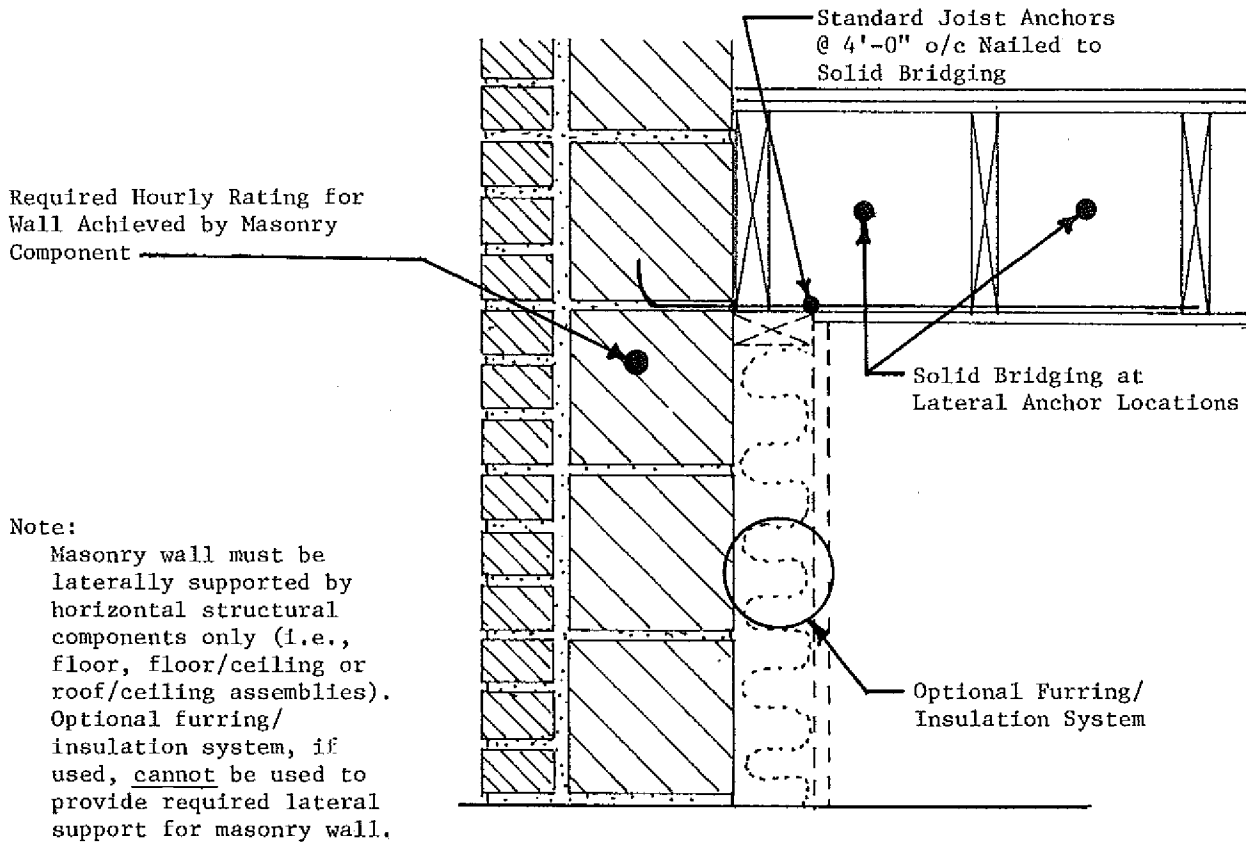 Standard Joist Anchors
@ 4'-0" o/c Nailed to
Solid Bridging
Required Hourly Rating for
Wall Achieved by Masonry
Component
Solid Bridging at
Lateral Anchor Locations
Note:
Masonry wall must be
laterally supported by
horizontal structural
components only (i.e.,
floor, floor/ceiling or
roof/ceiling assemblies).
Optional furring/
insulation system, if
used, cannot be used to
provide required lateral
support for masonry wall.
Optional Furring/
Insulation System